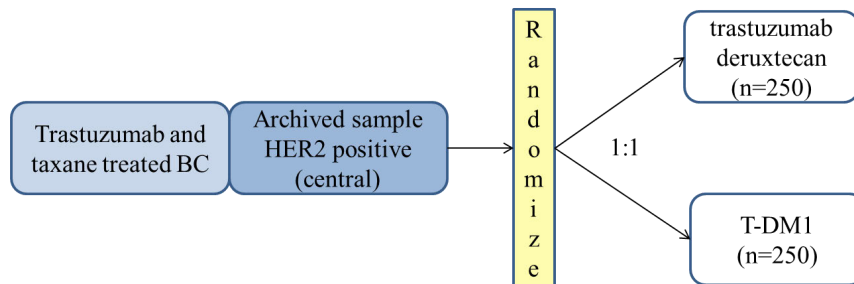 Trastuzumab and
taxane treated BC
Archived sample
HER2 positive
(central)
R
a
n
d
o
m
i
z
e
1:1
trastuzumab
deruxtecan
(n=250)
T-DM1
(n=250)